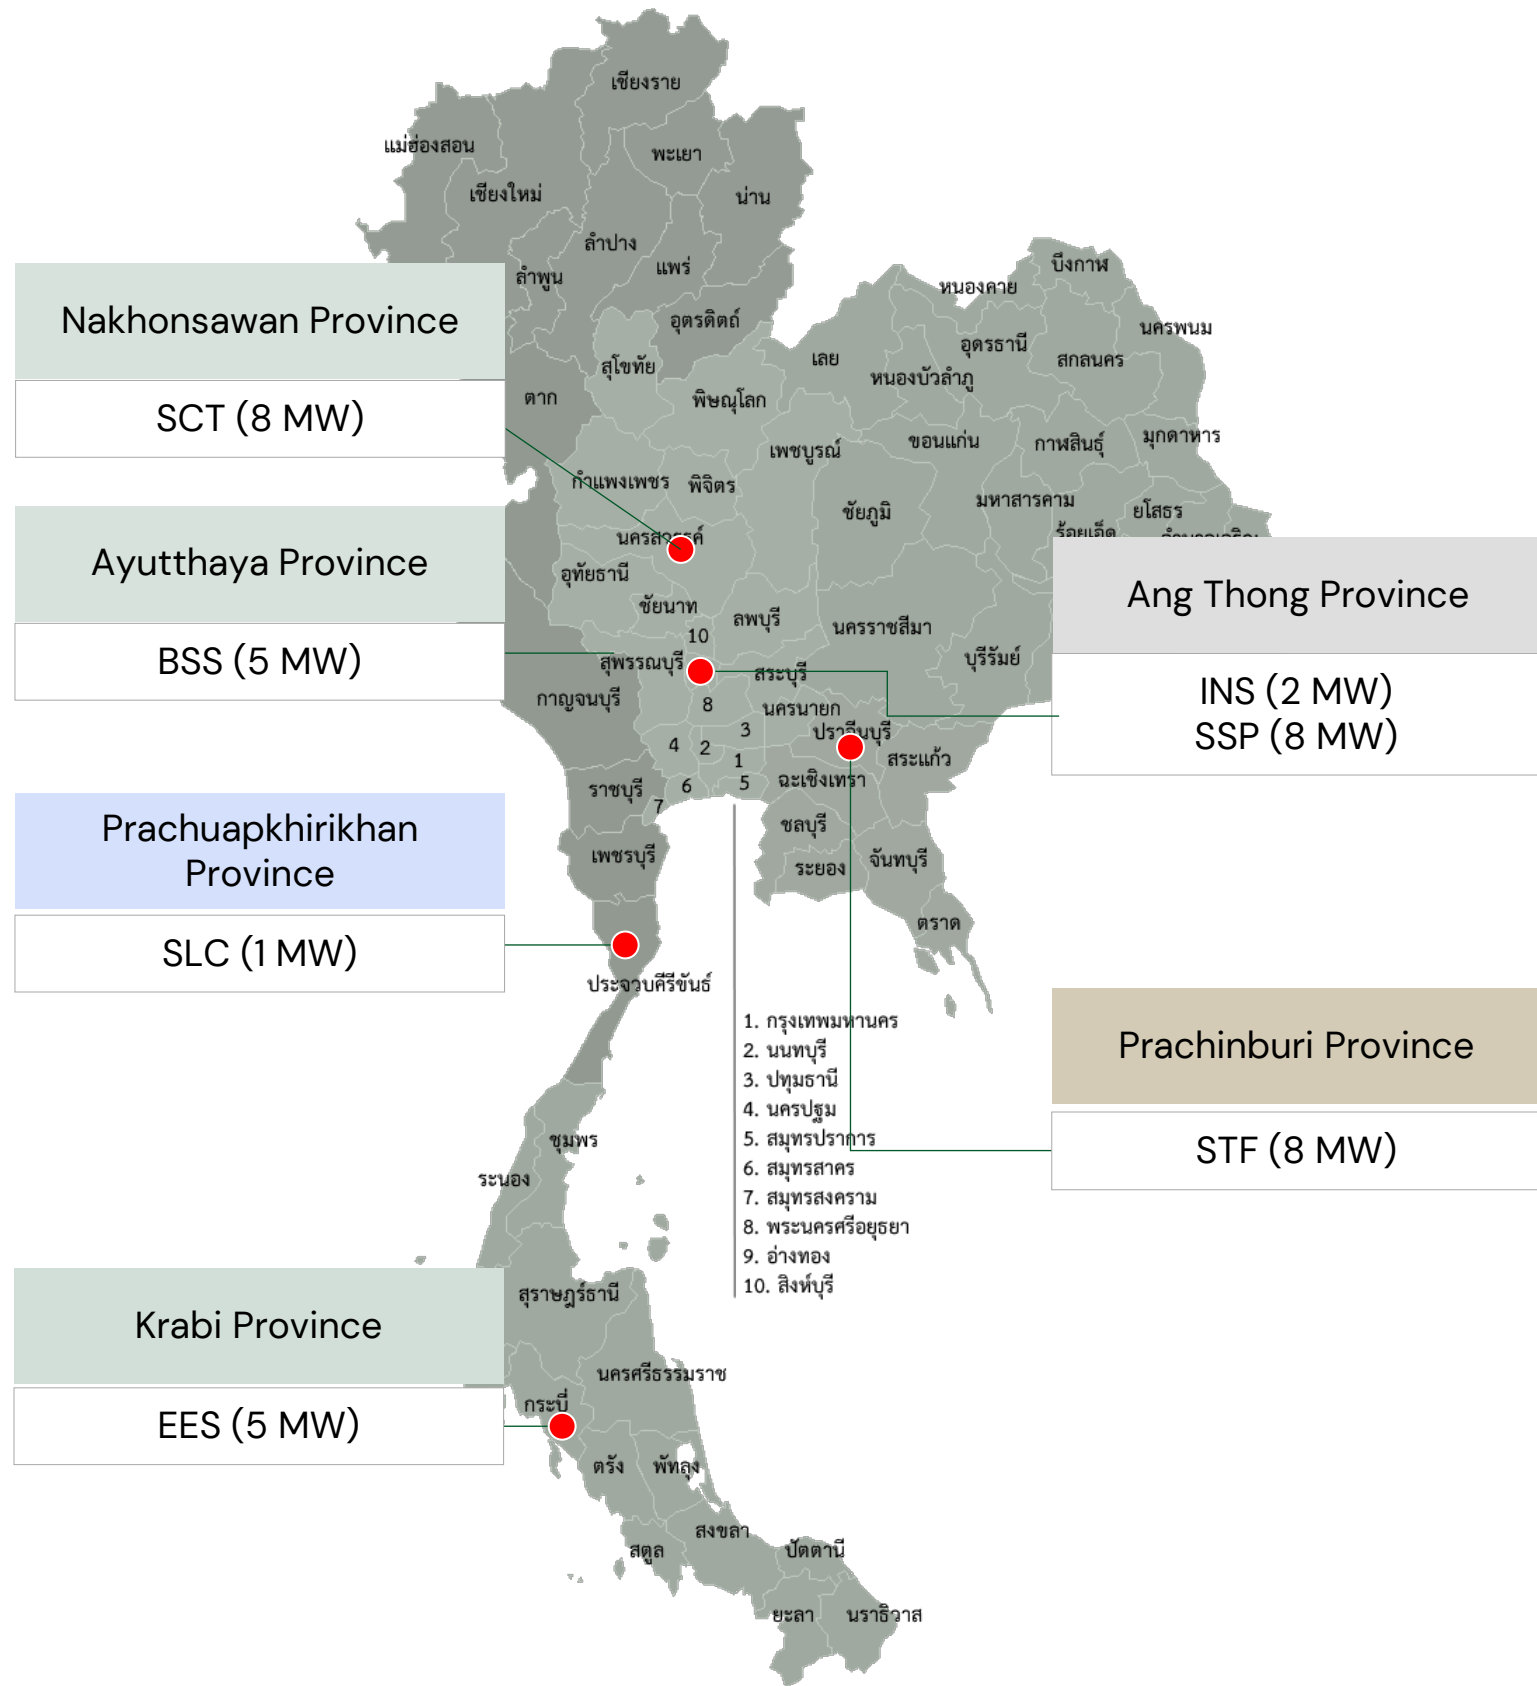 เชียงราย
แม่ฮ่องสอน
พะเยา
เชียงใหม่
น่าน
ลำปาง
แพร่
ลำพูน
อุตรดิตถ์
Nakhonsawan Province
SCT (8 MW)
บึงกาฬ
หนองคาย
นครพนม
อุดรธานี
สกลนคร
เลย
หนองบัวลำภู
สุโขทัย
ตาก
พิษณุโลก
เพชบูรณ์
ขอนแก่น
กาฬสินธุ์
มุกดาหาร
กำแพงเพชร
พิจิตร
ชัยภูมิ
มหาสารคาม
ยโสธร
ร้อยเอ็ด
นครสวรรค์
Ayutthaya Province
BSS (5 MW)
อุทัยธานี
ชัยนาท
ลพบุรี
นครราชสีมา
บุรีรัมย์
10
สุพรรณบุรี
สระบุรี
กาญจนบุรี
8
นครนายก
3
ปราจีนบุรี
4
2
1
สระแก้ว
5
ฉะเชิงเทรา
6
7
ราชบุรี
Ang Thong Province
INS (2 MW)
SSP (8 MW)
ชลบุรี
เพชรบุรี
ระยอง
จันทบุรี
ตราด
Prachuapkhirikhan
Province
SLC (1 MW)
ประจวบคีรีขันธ์
1. กรุงเทพมหานคร
2. นนทบุรี
3. ปทุมธานี
4. นครปฐม
5. สมุทรปราการ
6. สมุทรสาคร
7. สมุทรสงคราม
8. พระนครศรีอยุธยา
9. อ่างทอง
10. สิงห์บุรี
Prachinburi Province
STF (8 MW)
ชุมพร
ระนอง
สุราษฎร์ธานี
Krabi Province
EES (5 MW)
นครศรีธรรมราช
กระบี่
ตรัง
พัทลุง
สงขลา
สตูล
ปัตตานี
ยะลา
นราธิวาส